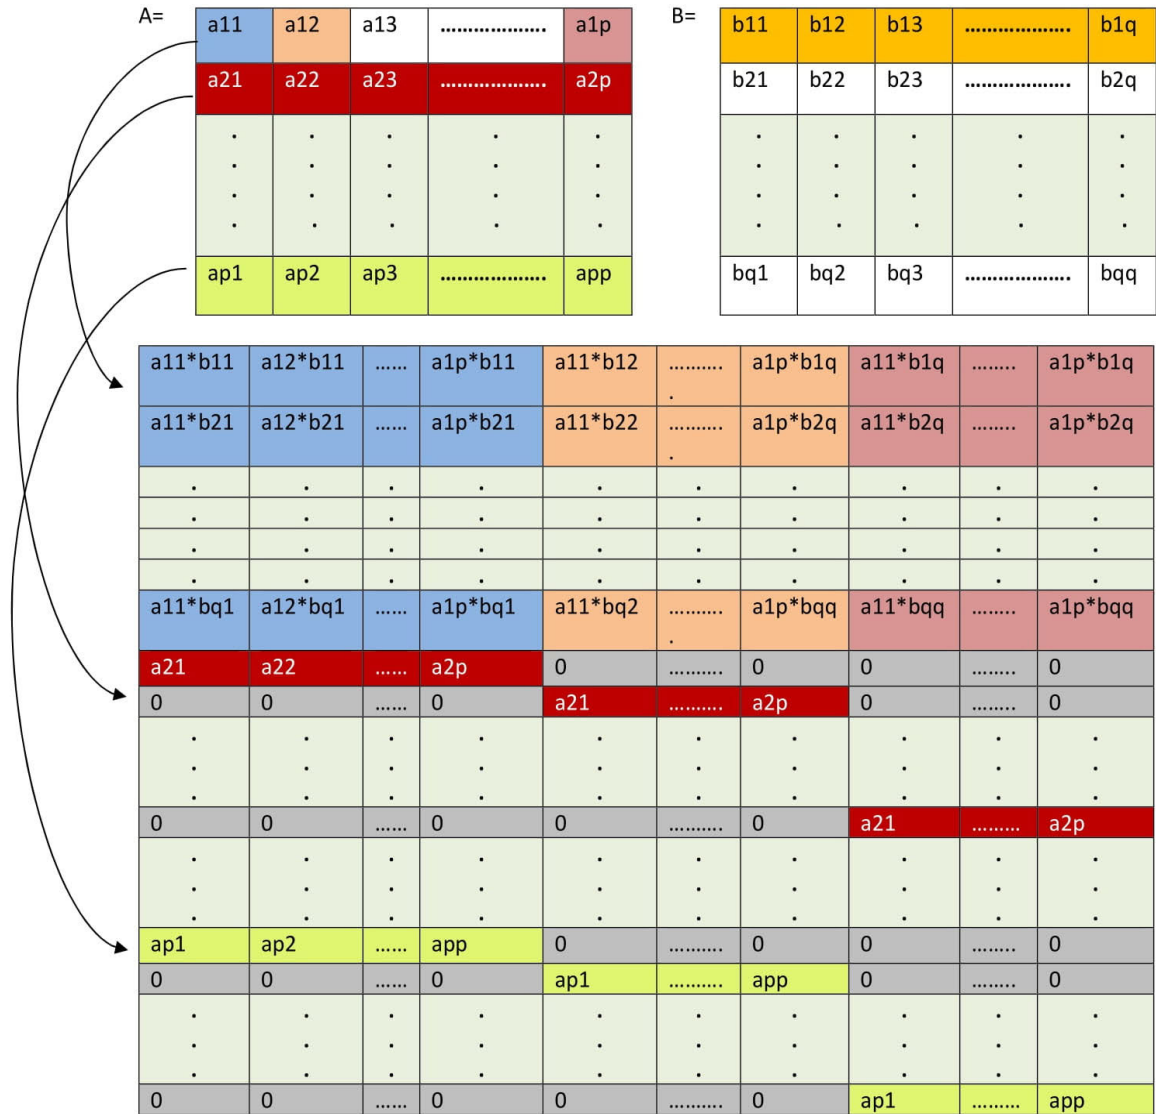 A= a11 a12 a13 ................... a1p B= b11 b12 b13 ................... b1q
a21 a22 a23 ................... a2p b21 b22 b23 ................... b2q
. . . . . . . . . .
. . . . . . . . . .
. . . . . . . . . .
. . . . . . . . . .
ap1 ap2 ap3 ................... app bq1 bq2 bq3 ................... bqq
a11*b11 a12*b11 ...... a1p*b11 a11*b12 ........... a1p*b1q a11*b1q ........ a1p*b1q
a11*b21 a12*b21 ...... a1p*b21 a11*b22 ........... a1p*b2q a11*b2q ........ a1p*b2q
. . . . . . . . . .
. . . . . . . . . .
. . . . . . . . . .
. . . . . . . . . .
a11*bq1 a12*bq1 ...... a1p*bq1 a11*bq2 ........... a1p*bqq a11*bqq ........ a1p*bqq
a21 a22 ...... a2p 0 .......... 0 0 ........ 0
0 0 ...... 0 a21 .......... a2p 0 ........ 0
. . . . . . . . . .
. . . . . . . . . .
. . . . . . . . . .
0 0 ...... 0 0 .......... 0 a21 ......... a2p
. . . . . . . . . .
. . . . . . . . . .
. . . . . . . . . .
ap1 ap2 ...... app 0 .......... 0 0 ........ 0
0 0 ...... 0 ap1 .......... app 0 ........ 0
. . . . . . . . . .
. . . . . . . . . .
. . . . . . . . . .
0 0 ...... 0 0 .......... 0 ap1 ......... app